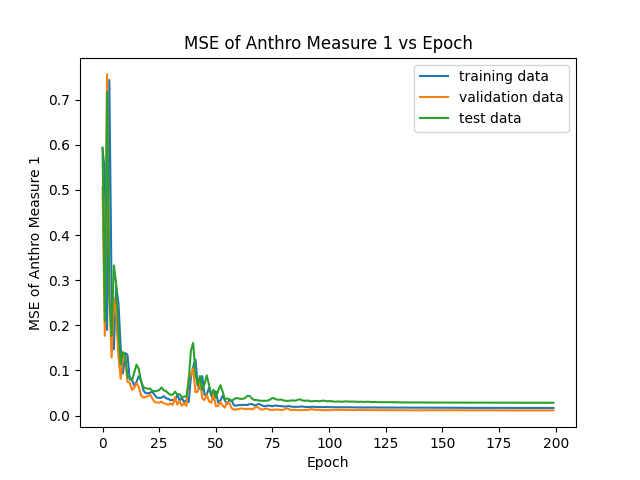 MSE of Anthro Measure 1 vs Epoch
training data
validation data
test data
MSE of Anthro Measure 1
0.7
0.6
0.5
0.4
0.3
0.2
0.1
0.0
0 25 50 75 100 125 150 175 200
Epoch